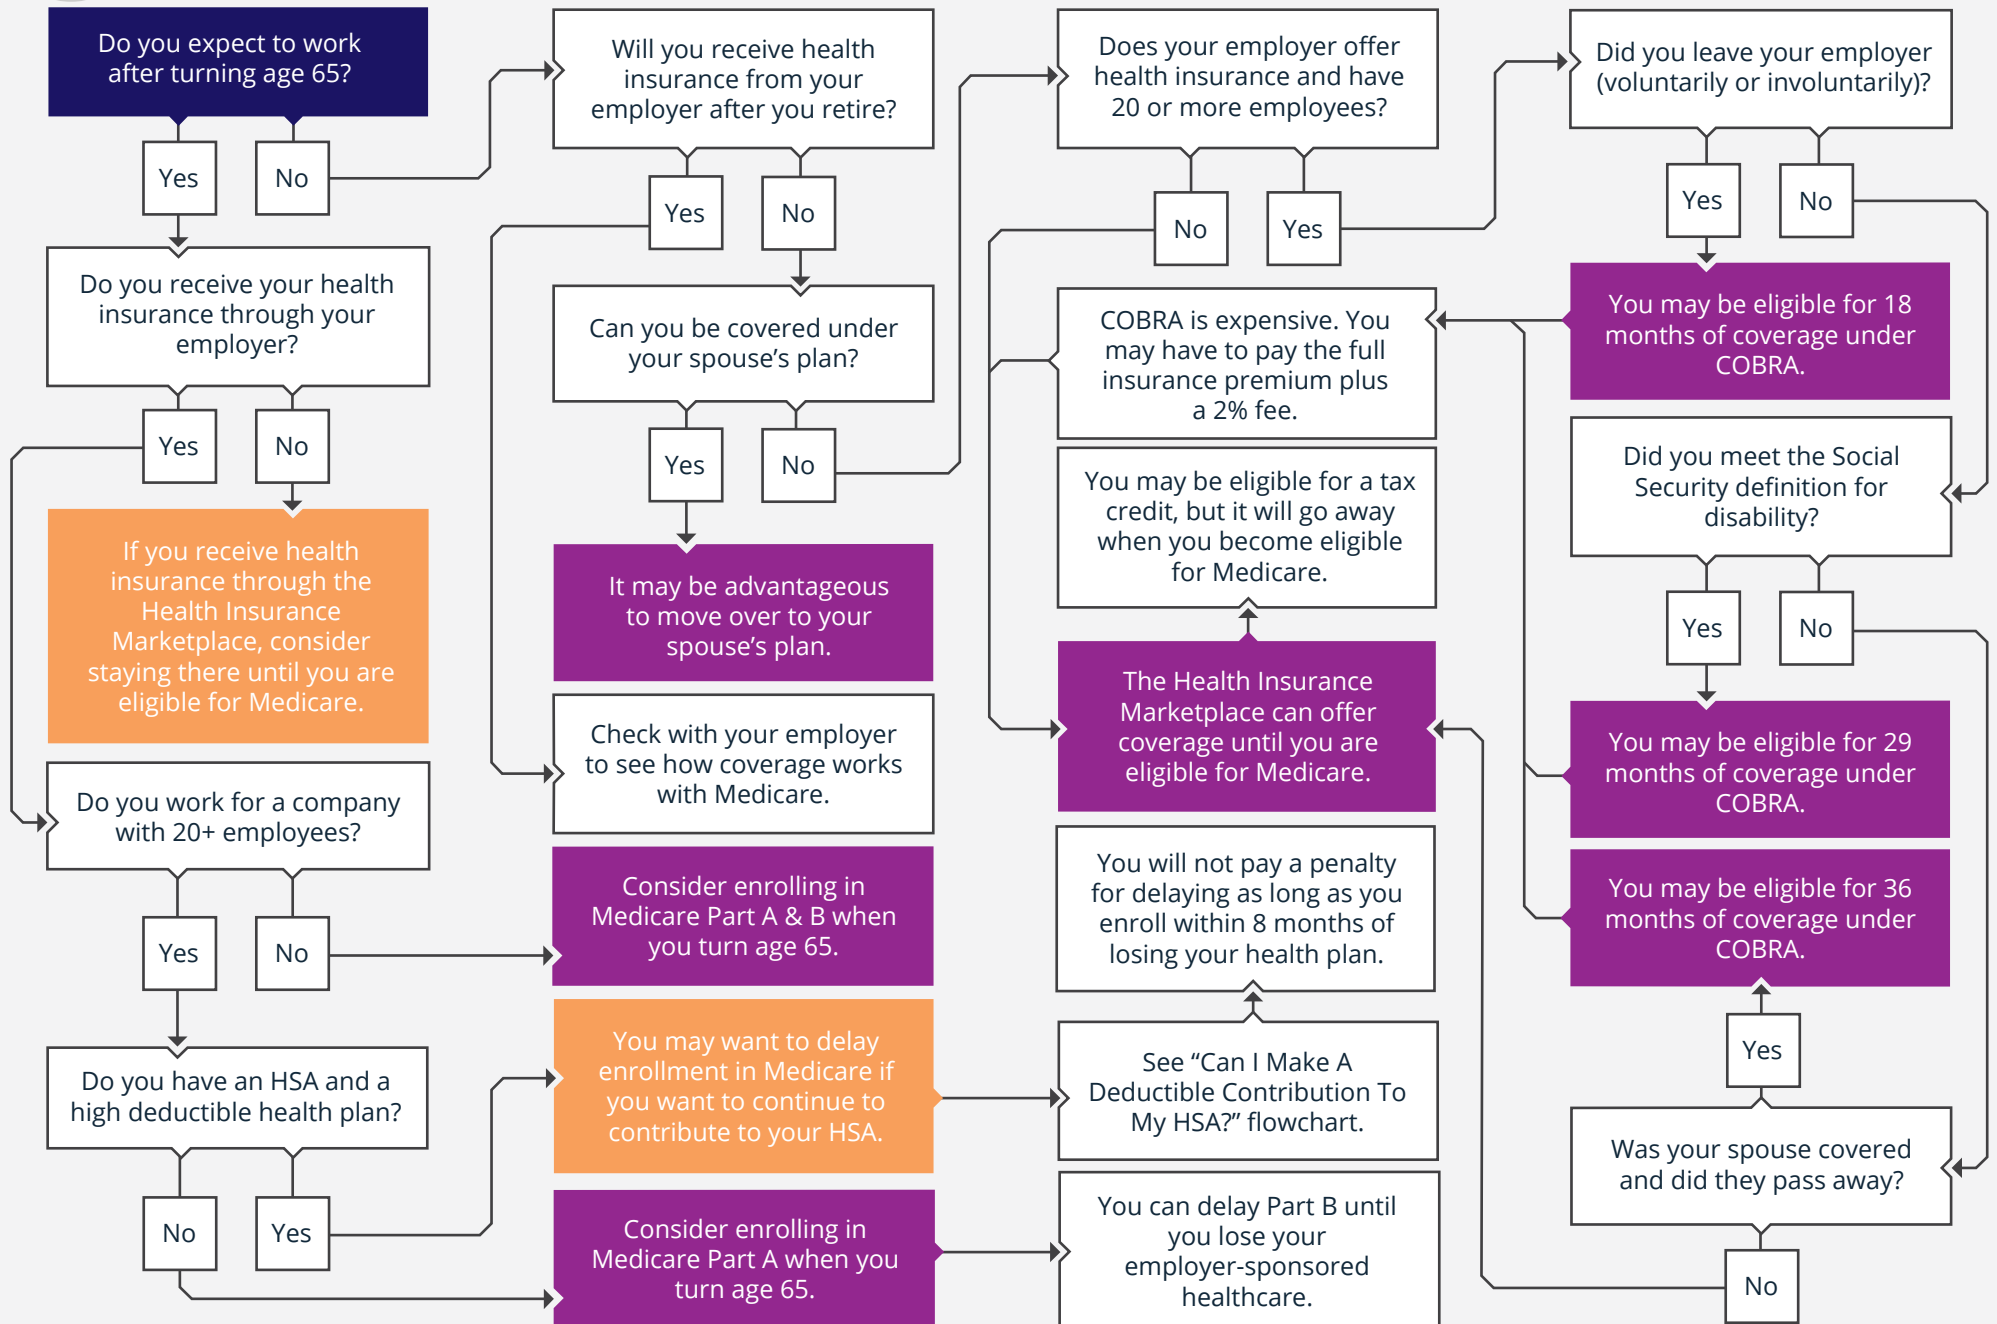 Do you expect to work
after turning age 65?
Yes
No
Do you receive your health
insurance through your
employer?
Yes
No
If you receive health
insurance through the
Health Insurance
Marketplace, consider
staying there until you are
eligible for Medicare.
Do you work for a company
with 20+ employees?
Yes
No
Do you have an HSA and a
high deductible health plan?
No
Yes
Will you receive health
insurance from your
employer after you retire?
Yes
No
Can you be covered under
your spouse’s plan?
Yes
No
It may be advantageous
to move over to your
spouse’s plan.
Check with your employer
to see how coverage works
with Medicare.
Consider enrolling in
Medicare Part A & B when
you turn age 65.
You may want to delay
enrollment in Medicare if
you want to continue to
contribute to your HSA.
Consider enrolling in
Medicare Part A when you
turn age 65.
Does your employer offer
health insurance and have
20 or more employees?
No
Yes
COBRA is expensive. You
may have to pay the full
insurance premium plus
a 2% fee.
You may be eligible for a tax
credit, but it will go away
when you become eligible
for Medicare.
The Health Insurance
Marketplace can offer
coverage until you are
eligible for Medicare.
You will not pay a penalty
for delaying as long as you
enroll within 8 months of
losing your health plan.
See “Can I Make A
Deductible Contribution To
My HSA?” flowchart.
You can delay Part B until
you lose your
employer-sponsored
healthcare.
Did you leave your employer
(voluntarily or involuntarily)?
Yes
No
You may be eligible for 18
months of coverage under
COBRA.
Did you meet the Social
Security definition for
disability?
Yes
No
You may be eligible for 29
months of coverage under
COBRA.
You may be eligible for 36
months of coverage under
COBRA.
Yes
Was your spouse covered
and did they pass away?
No